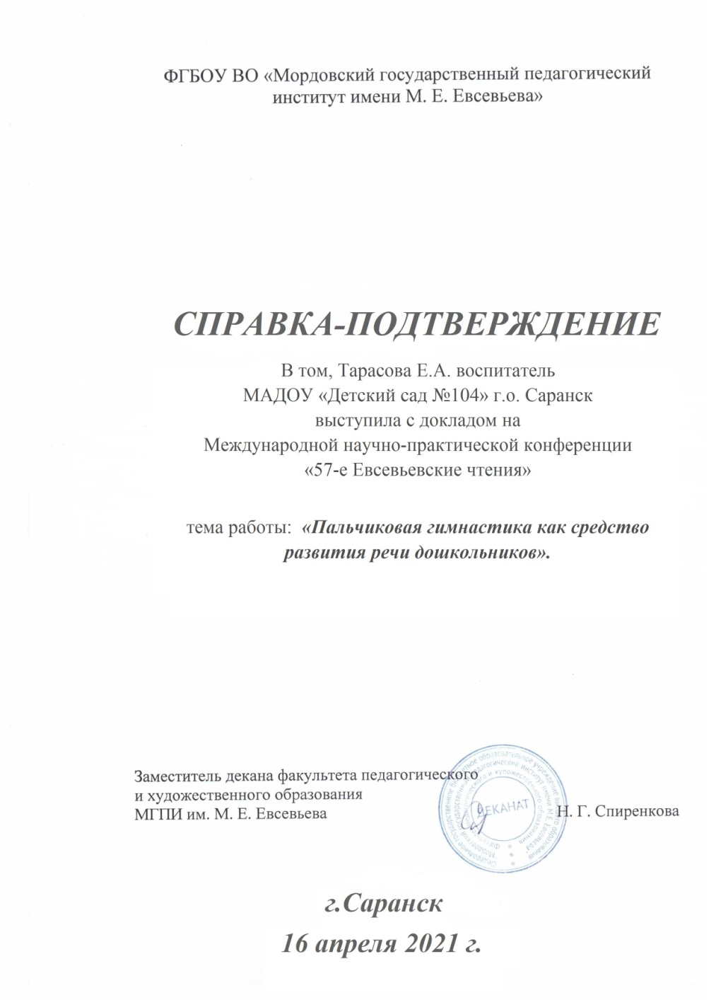 ФГБОУ ВО «Мордовский государственный педагогический
институт имени М. Е. Евсевьева»
СПРАВКА-ПОДТВЕРЖДЕНИЕ
В том, Тарасова Е.А. воспитатель
МАДОУ «Детский сад №104» г.о. Саранск
выступила с докладом на
Международной научно-практической конференции
«57-е Евсевьевские чтения»
тема работы: «Пальчиковая гимнастика как средство
развития речи дошкольников».
Заместитель декана факультета педагогического
и художественного образования
МГПИ им. М. Е. Евсевьева
ДЕКАНАТ
Н. Г. Спиренкова
г.Саранск
16 апреля 2021 г.